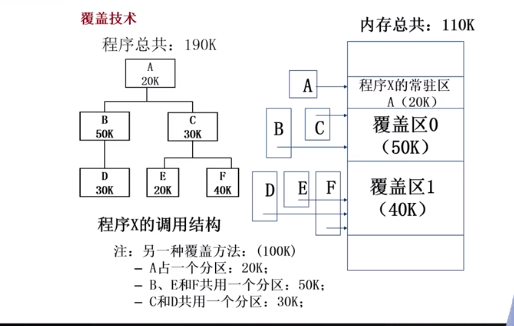 覆盖技术
程序总共：190K
A
20K
B
50K
C
30K
D
30K
E
20K
F
40K
程序X的调用结构
内存总共：110K
A
程序X的常驻区
A（20K）
B
C
覆盖区0
（50K）
D
E
F
覆盖区1
（40K）
注：另一种覆盖方法：(100K)
– A占一个分区：20K；
– B、E和F共用一个分区：50K；
– C和D共用一个分区：30K；